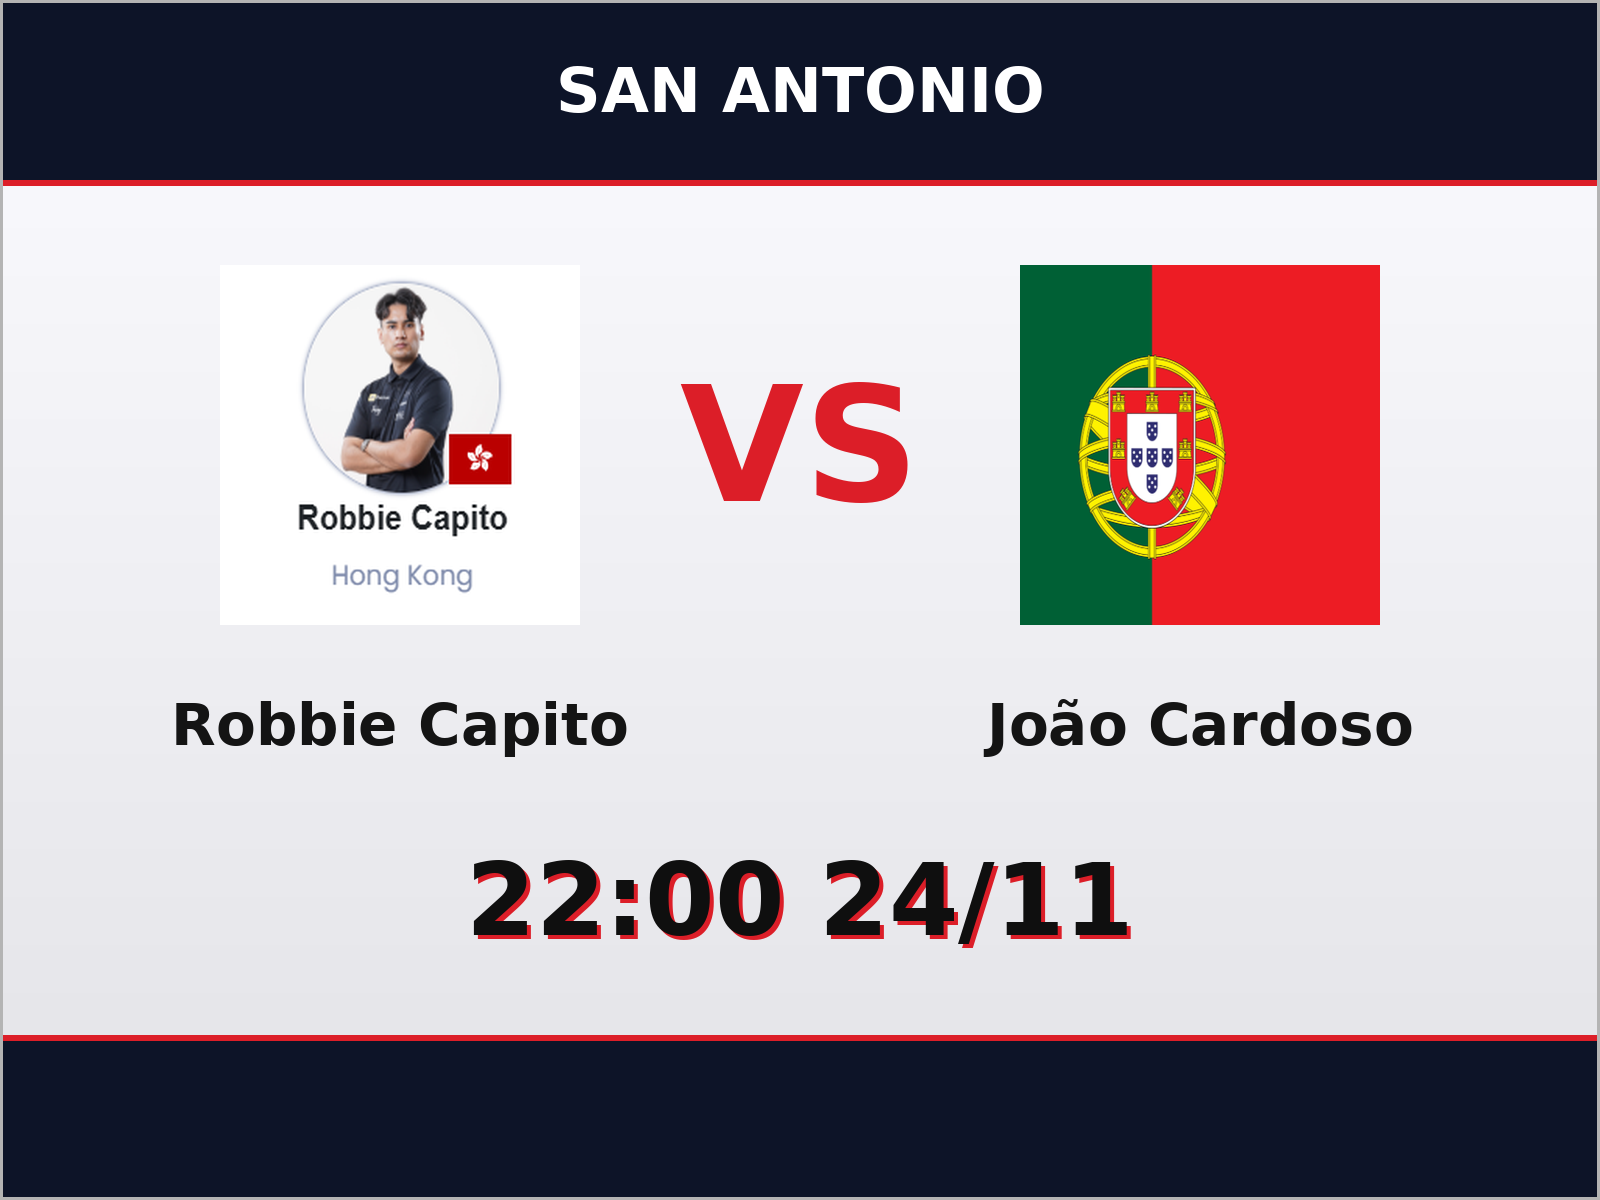 SAN ANTONIO
VS
Robbie Capito
Hong Kong
Robbie Capito
João Cardoso
22:00 24/11